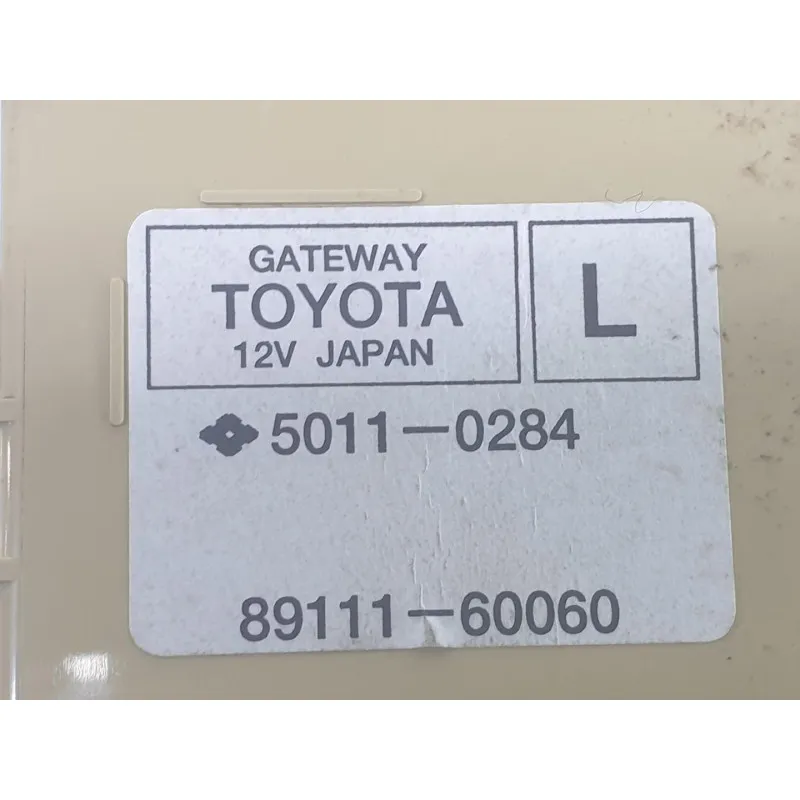 GATEWAY
TOYOTA
12V JAPAN
L
5011-0284
89111-60060